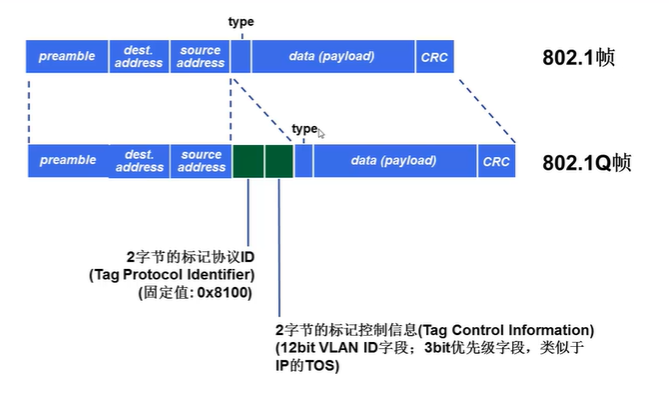 type
preamble
dest.
address
source
address
data (payload)
CRC
802.1帧
type
preamble
dest.
address
source
address
data (payload)
CRC
802.1Q帧
2字节的标记协议ID
(Tag Protocol Identifier)
(固定值: 0x8100)
2字节的标记控制信息(Tag Control Information)
(12bit VLAN ID字段；3bit优先级字段，类似于
IP的TOS)